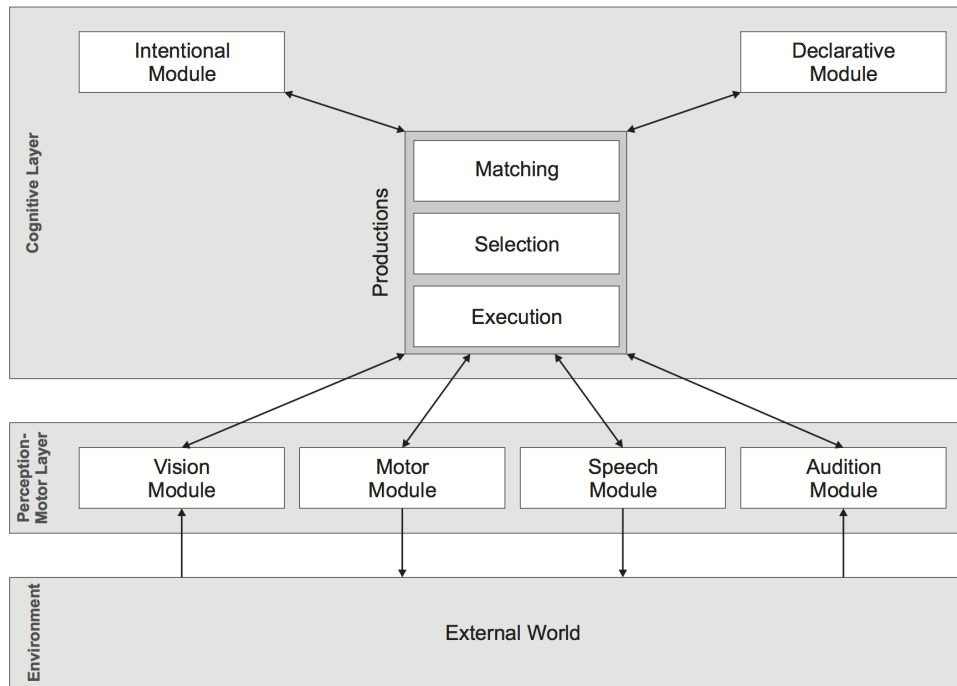 Cognitive Layer
Intentional
Module
Declarative
Module
Productions
Matching
Selection
Execution
Perception-
Motor Layer
Vision
Module
Motor
Module
Speech
Module
Audition
Module
Environment
External World